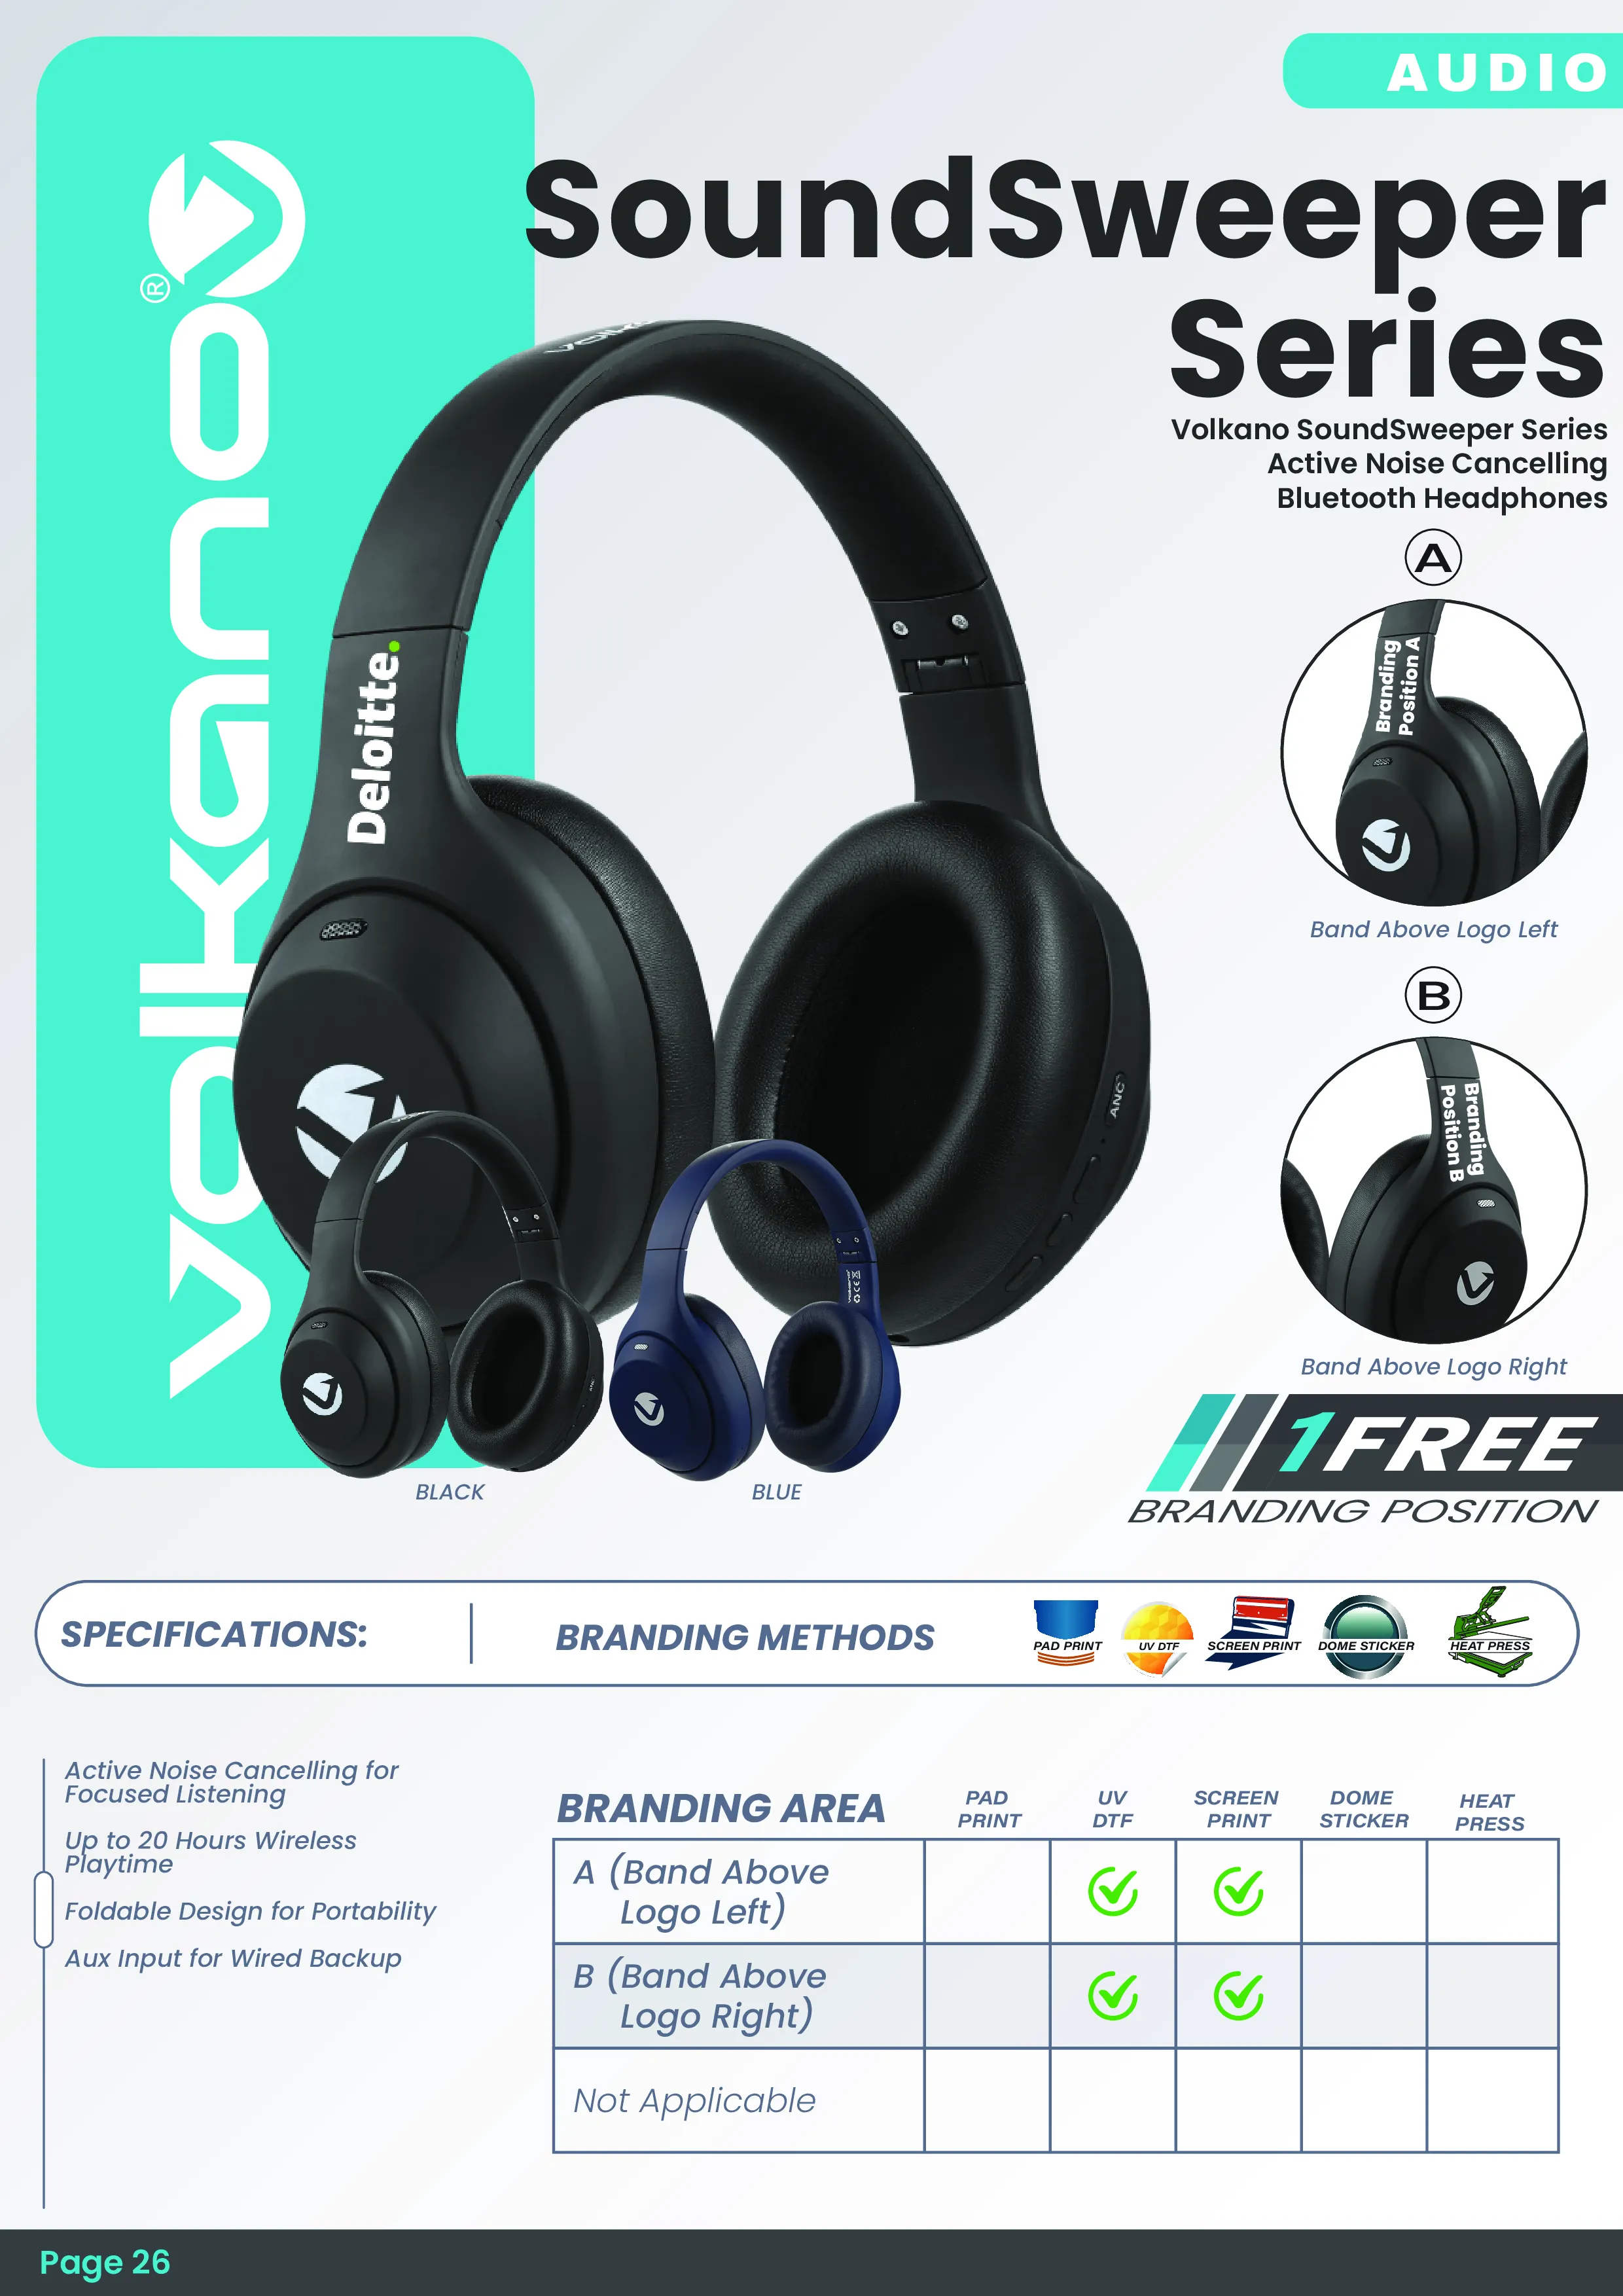 AUDIO
volkano®
SoundSweeper
Series
Volkano SoundSweeper Series
Active Noise Cancelling
Bluetooth Headphones
Deloitte.
ANC
A
Branding
Position A
Band Above Logo Left
B
Branding
Position B
Band Above Logo Right
BLACK
BLUE
1FREE
BRANDING POSITION
SPECIFICATIONS:
BRANDING METHODS
PAD PRINT
UV DTF
SCREEN PRINT
DOME STICKER
HEAT PRESS
Active Noise Cancelling for
Focused Listening
Up to 20 Hours Wireless
Playtime
Foldable Design for Portability
Aux Input for Wired Backup
BRANDING AREA
PAD
PRINT
UV
DTF
SCREEN
PRINT
DOME
STICKER
HEAT
PRESS
A (Band Above
Logo Left)
B (Band Above
Logo Right)
Not Applicable
Page 26